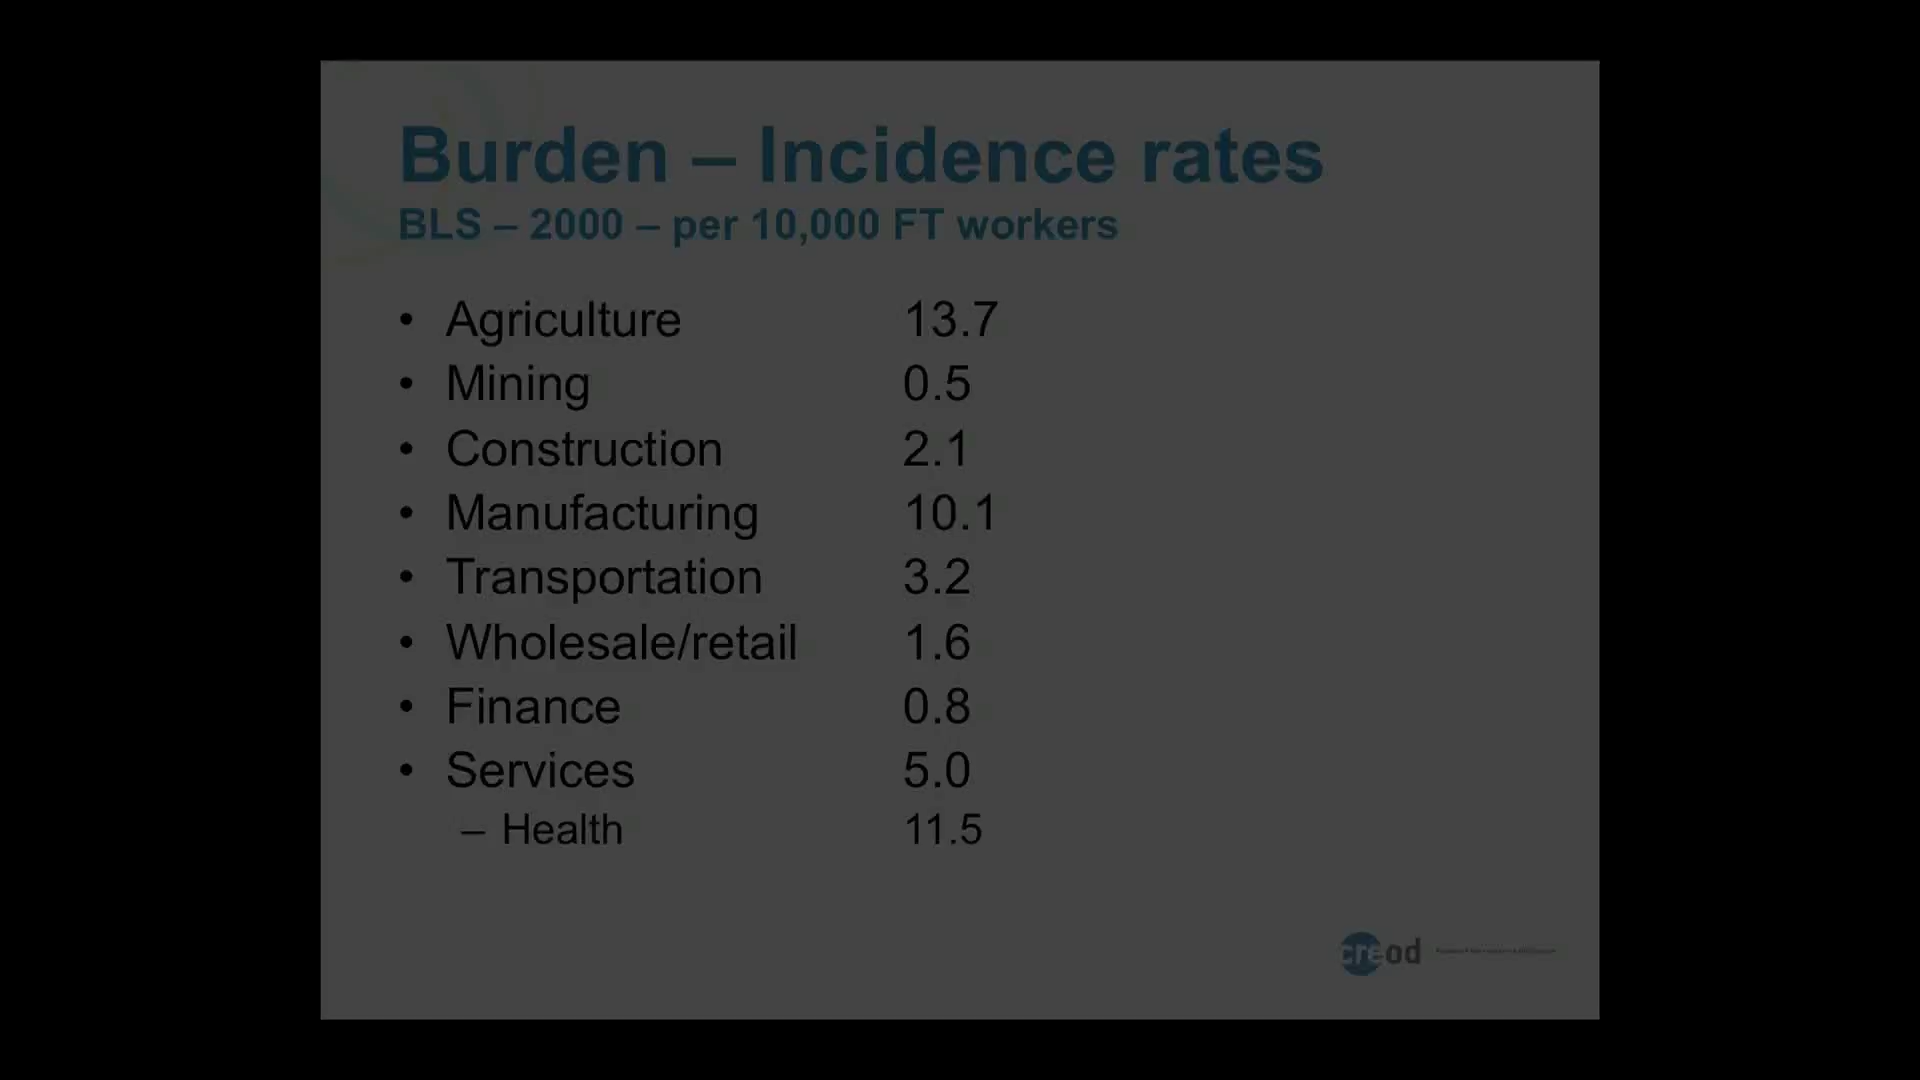 Burden – Incidence rates
BLS – 2000 – per 10,000 FT workers
• Agriculture 13.7
• Mining 0.5
• Construction 2.1
• Manufacturing 10.1
• Transportation 3.2
• Wholesale/retail 1.6
• Finance 0.8
• Services 5.0
– Health 11.5
creod